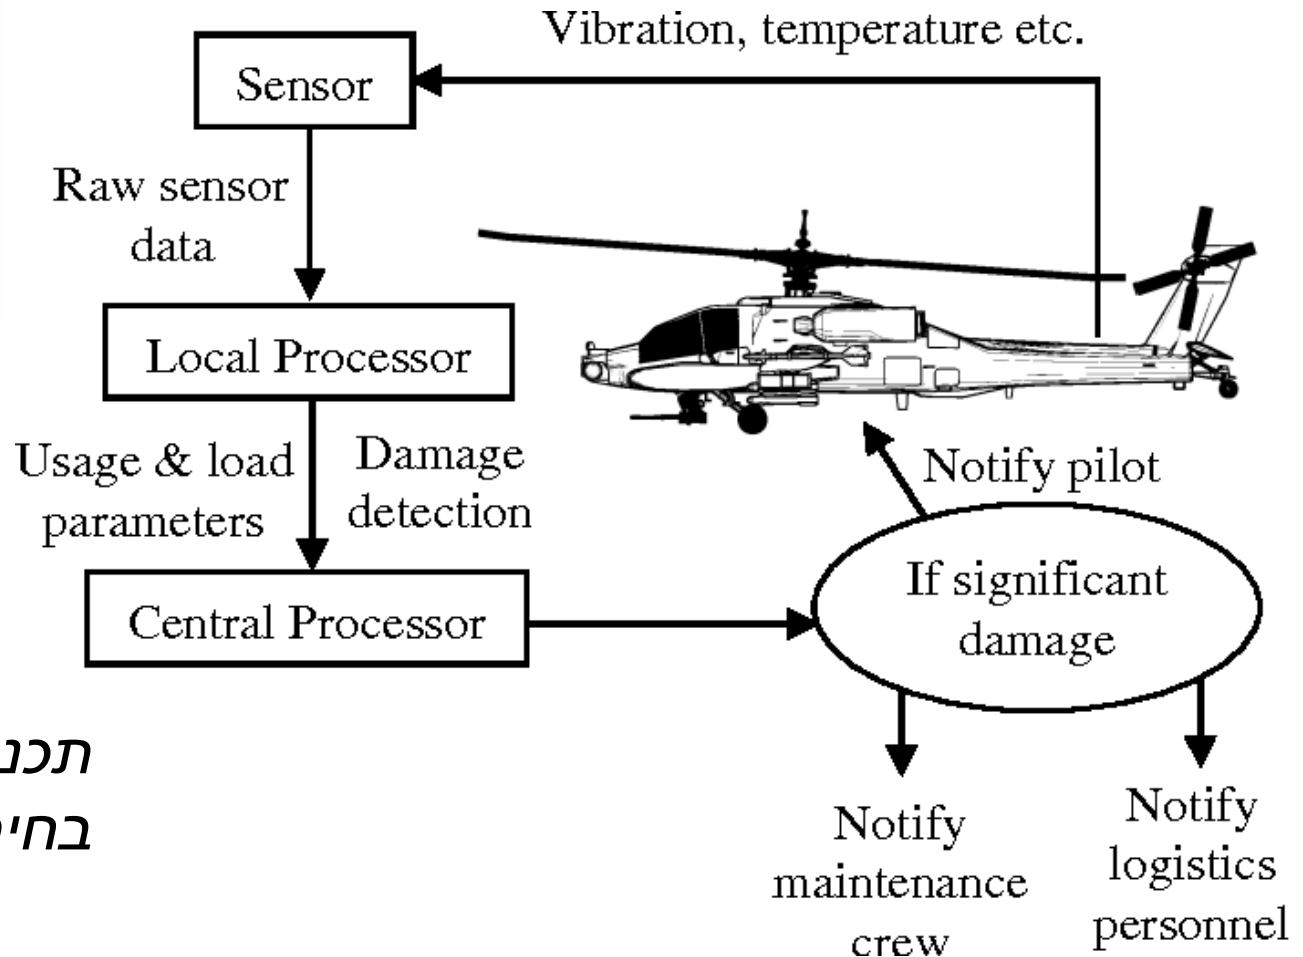 Vibration, temperature etc.
Sensor
Raw sensor
data
Local Processor
Usage & load
parameters
Damage
detection
Notify pilot
If significant
damage
Central Processor
Notify
maintenance
crew
Notify
logistics
personnel